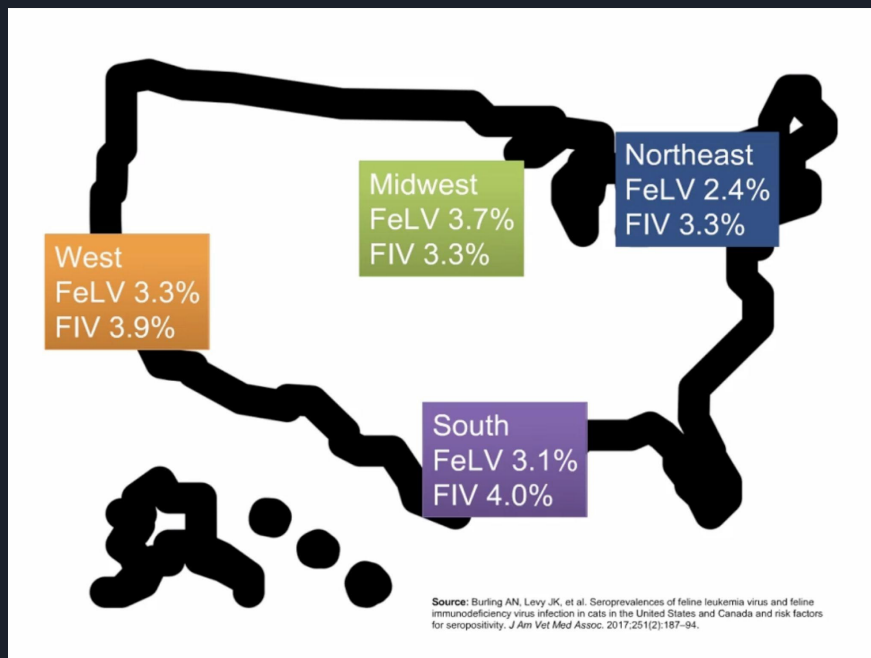 Northeast
FeLV 2.4%
FIV 3.3%
Midwest
FeLV 3.7%
FIV 3.3%
West
FeLV 3.3%
FIV 3.9%
South
FeLV 3.1%
FIV 4.0%
Source: Burling AN, Levy JK, et al. Seroprevalences of feline leukemia virus and feline
immunodeficiency virus infection in cats in the United States and Canada and risk factors
for seropositivity. J Am Vet Med Assoc. 2017;251(2):187–94.